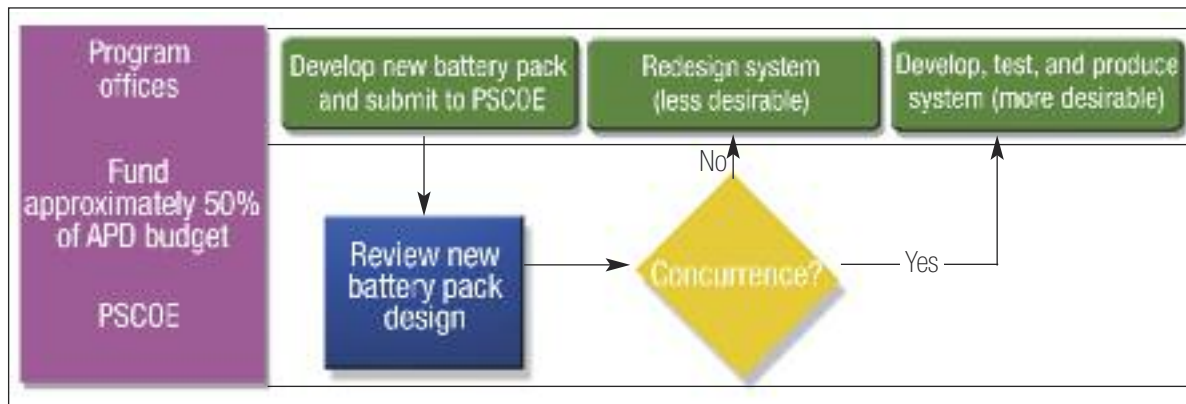 Program
offices
Fund
approximately 50%
of APD budget
PSCOE
Develop new battery pack
and submit to PSCOE
Redesign system
(less desirable)
Develop, test, and produce
system (more desirable)
Review new
battery pack
design
Concurrence?
No
Yes